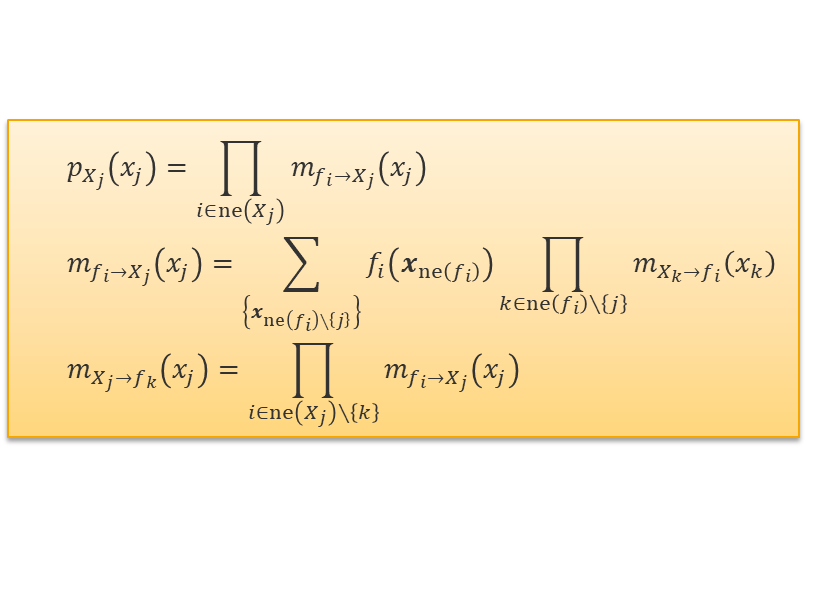 p_{X_j}(x_j) = ∏_{i∈ne(X_j)} m_{f_i→X_j}(x_j)
m_{f_i→X_j}(x_j) = ∑_{{𝒙_{ne(f_i)\{j}}}} f_i(𝒙_{ne(f_i)}) ∏_{k∈ne(f_i)\{j}} m_{X_k→f_i}(x_k)
m_{X_j→f_k}(x_j) = ∏_{i∈ne(X_j)\{k}} m_{f_i→X_j}(x_j)